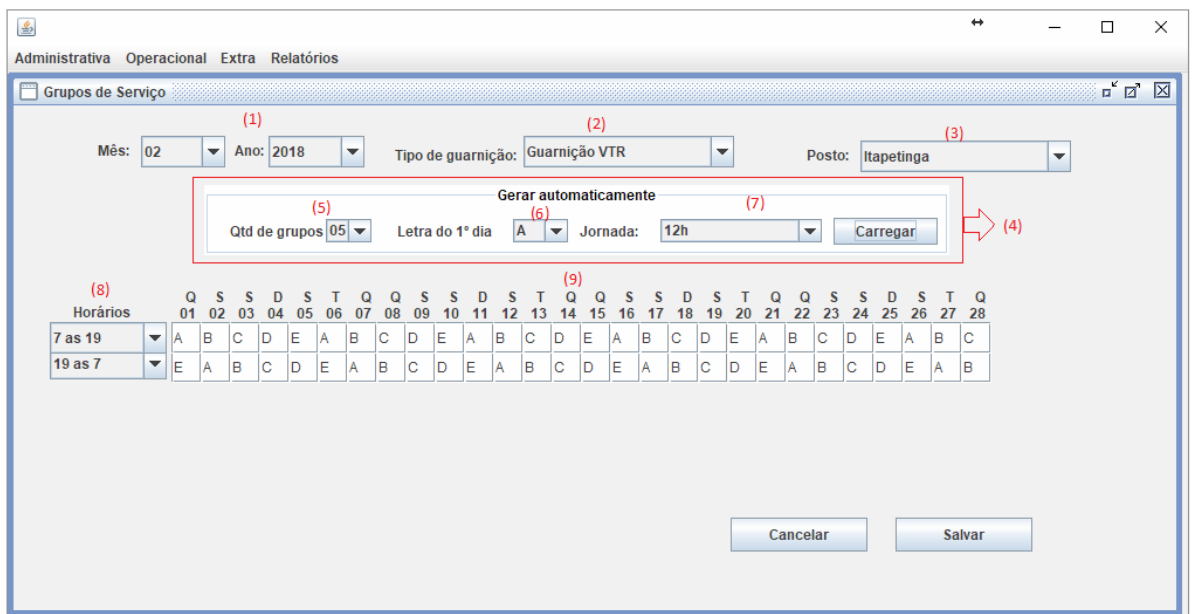 Administrativa Operacional Extra Relatórios
Grupos de Serviço
(1) (2) (3)
Mês: 02 Ano: 2018 Tipo de guarnição: Guarnição VTR Posto: Itapetinga
Gerar automaticamente
(5) (6) (7)
Qtd de grupos 05 Letra do 1º dia A Jornada: 12h Carregar (4)
(8) (9)
Q S S D S T Q Q S S D S T Q Q S S D S T Q Q S S D S T Q
Horários 01 02 03 04 05 06 07 08 09 10 11 12 13 14 15 16 17 18 19 20 21 22 23 24 25 26 27 28
7 as 19 A B C D E A B C D E A B C D E A B C D E A B C D E A B C
19 as 7 E A B C D E A B C D E A B C D E A B C D E A B C D E A B
Cancelar Salvar